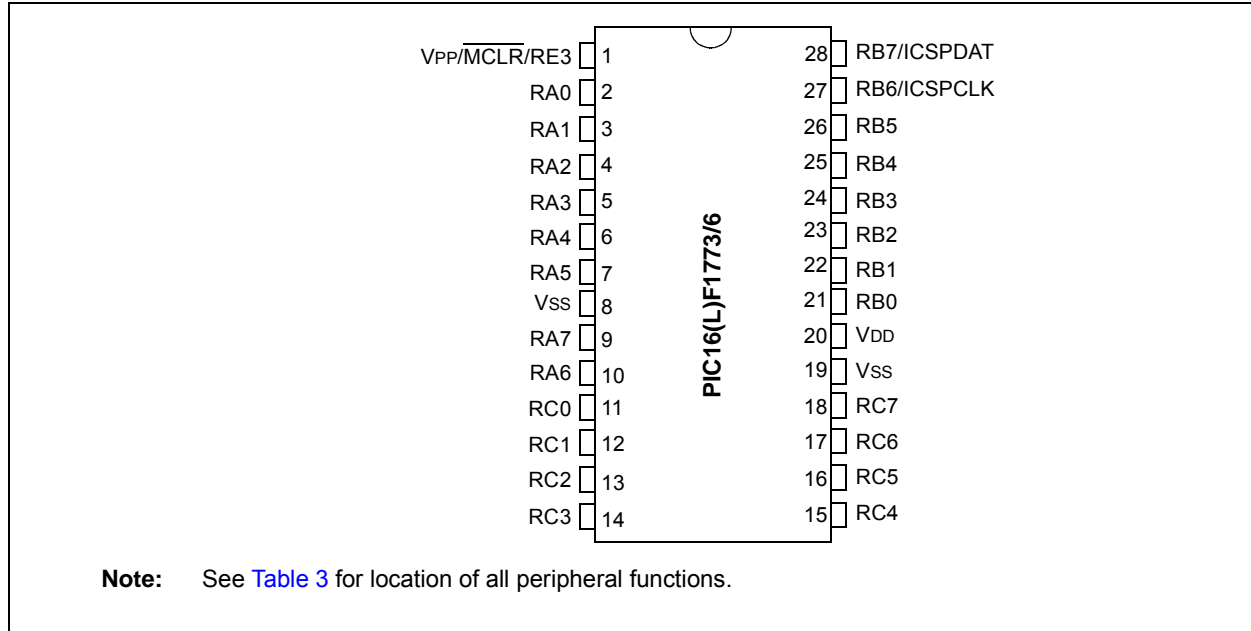 VPP/MCLR/RE3 1
RA0 2
RA1 3
RA2 4
RA3 5
RA4 6
RA5 7
VSS 8
RA7 9
RA6 10
RC0 11
RC1 12
RC2 13
RC3 14
PIC16(L)F1773/6
28 RB7/ICSPDAT
27 RB6/ICSPCLK
26 RB5
25 RB4
24 RB3
23 RB2
22 RB1
21 RB0
20 VDD
19 VSS
18 RC7
17 RC6
16 RC5
15 RC4
Note: See Table 3 for location of all peripheral functions.